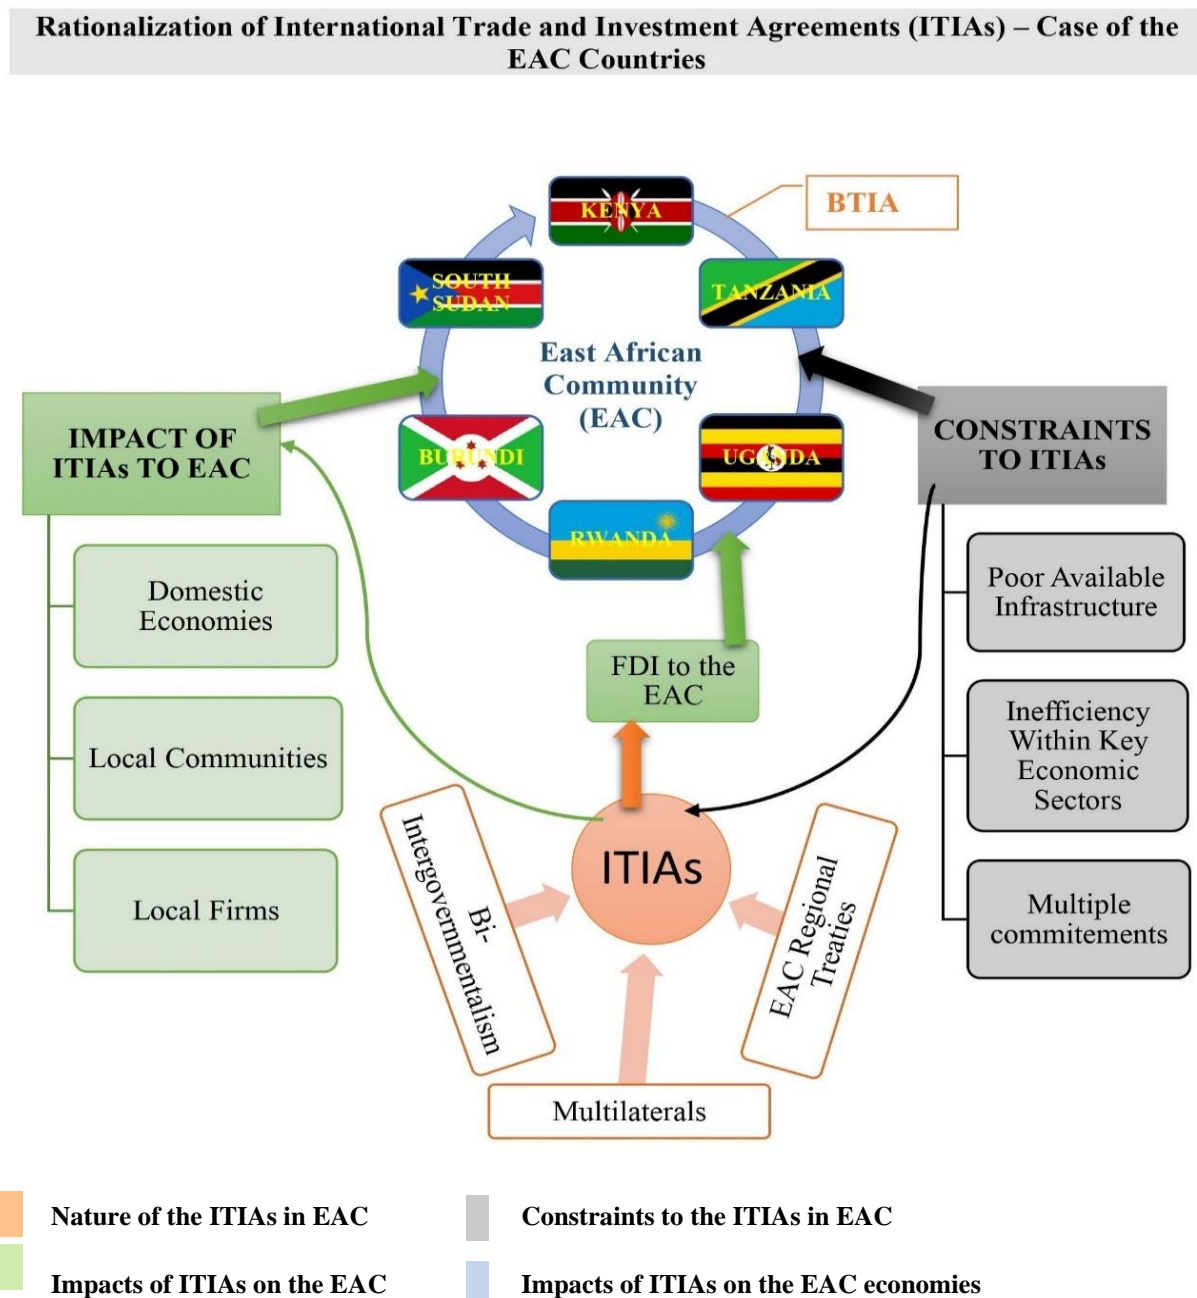 Rationalization of International Trade and Investment Agreements (ITIAs) – Case of the
EAC Countries
KENYA
BTIA
SOUTH
SUDAN
TANZANIA
East African
Community
(EAC)
IMPACT OF
ITIAs TO EAC
CONSTRAINTS
TO ITIAs
BURUNDI
UGANDA
RWANDA
Domestic
Economies
Local Communities
Local Firms
FDI to the
EAC
Poor Available
Infrastructure
Inefficiency
Within Key
Economic
Sectors
Multiple
commitements
ITIAs
Bi-
Intergovernmentalism
EAC Regional
Treaties
Multilaterals
Nature of the ITIAs in EAC
Constraints to the ITIAs in EAC
Impacts of ITIAs on the EAC
Impacts of ITIAs on the EAC economies